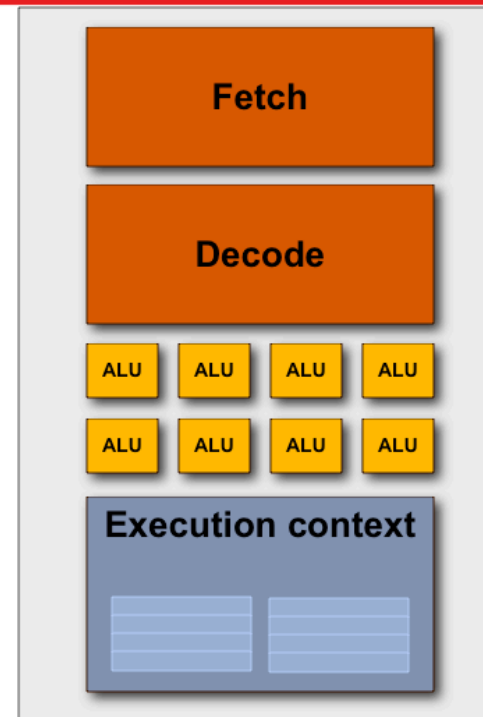 Fetch
Decode
ALU ALU ALU ALU
ALU ALU ALU ALU
Execution context